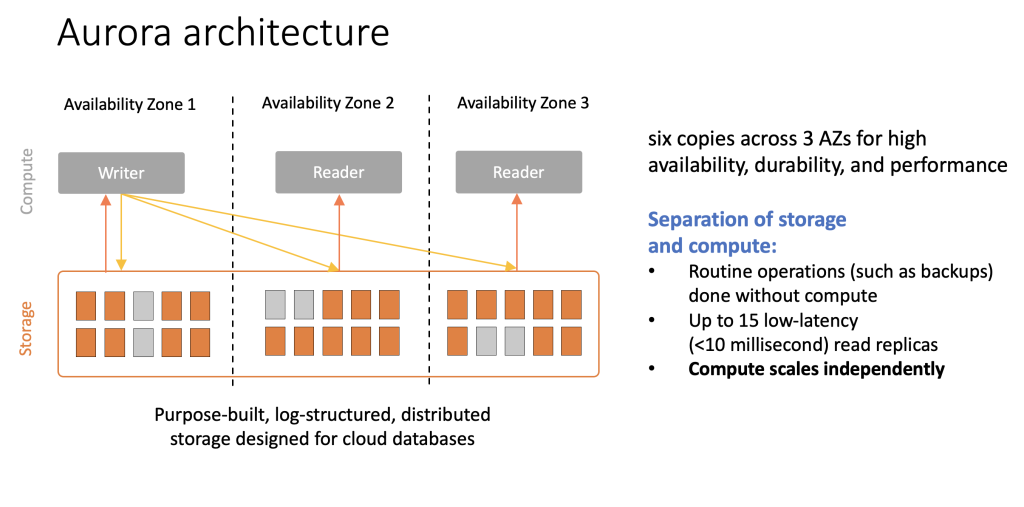 Aurora architecture
Availability Zone 1
Availability Zone 2
Availability Zone 3
Compute
Writer
Reader
Reader
Storage
Purpose-built, log-structured, distributed
storage designed for cloud databases
six copies across 3 AZs for high
availability, durability, and performance
Separation of storage
and compute:
• Routine operations (such as backups)
done without compute
• Up to 15 low-latency
(<10 millisecond) read replicas
• Compute scales independently